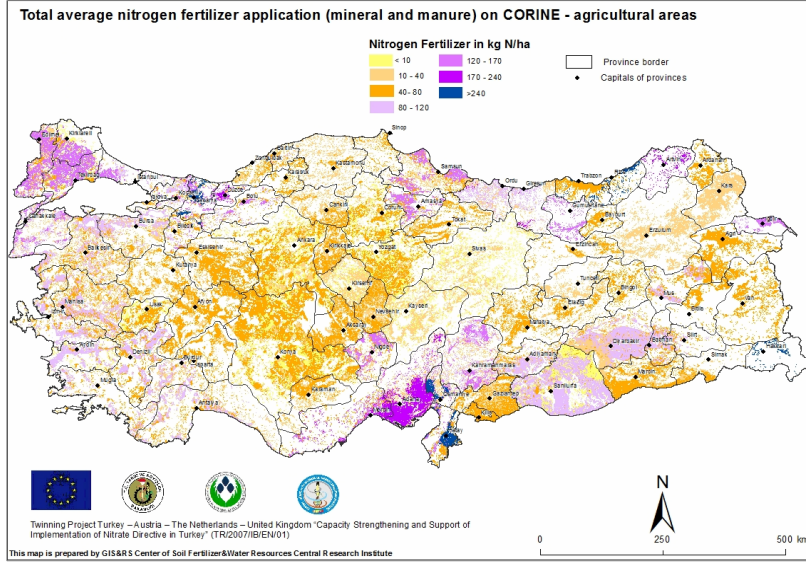 Total average nitrogen fertilizer application (mineral and manure) on CORINE - agricultural areas
Nitrogen Fertilizer in kg N/ha
< 10
10 - 40
40- 80
80 - 120
120 - 170
170 - 240
>240
Province border
Capitals of provinces
Sinop
Kirklareli
Edirne
Tekirdag
Istanbul
Zonguldak
Bartin
Kastamonu
Karabuk
Samsun
Ordu
Giresun
Trabzon
Rize
Artvin
Ardahan
Kars
Yalova
Duzce
Bolu
Cankiri
Corum
Amasya
Tokat
Gumushane
Bayburt
Erzurum
Erzincan
Agri
Canakkale
Bursa
Bilecik
Balikesir
Eskisehir
Kutahya
Ankara
Kirikkale
Yozgat
Sivas
Kirsehir
Kayseri
Nevsehir
Aksaray
Nigde
Tunceli
Bingol
Mus
Elazig
Malatya
Bitlis
Van
Manisa
Izmir
Usak
Afyon
Aydin
Denizli
Burdur
Isparta
Mugla
Antalya
Konya
Karaman
Mersin
Adana
Osmaniye
Hatay
Kilis
Gaziantep
Kahramanmaras
Adiyaman
Sanliurfa
Diyarbakir
Batman
Siirt
Mardin
Sirnak
Hakkari
Twinning Project Turkey – Austria – The Netherlands – United Kingdom "Capacity Strengthening and Support of
Implementation of Nitrate Directive in Turkey" (TR/2007/IB/EN/01)
This map is prepared by GIS&RS Center of Soil Fertilizer&Water Resources Central Research Institute
N
0 250 500 km